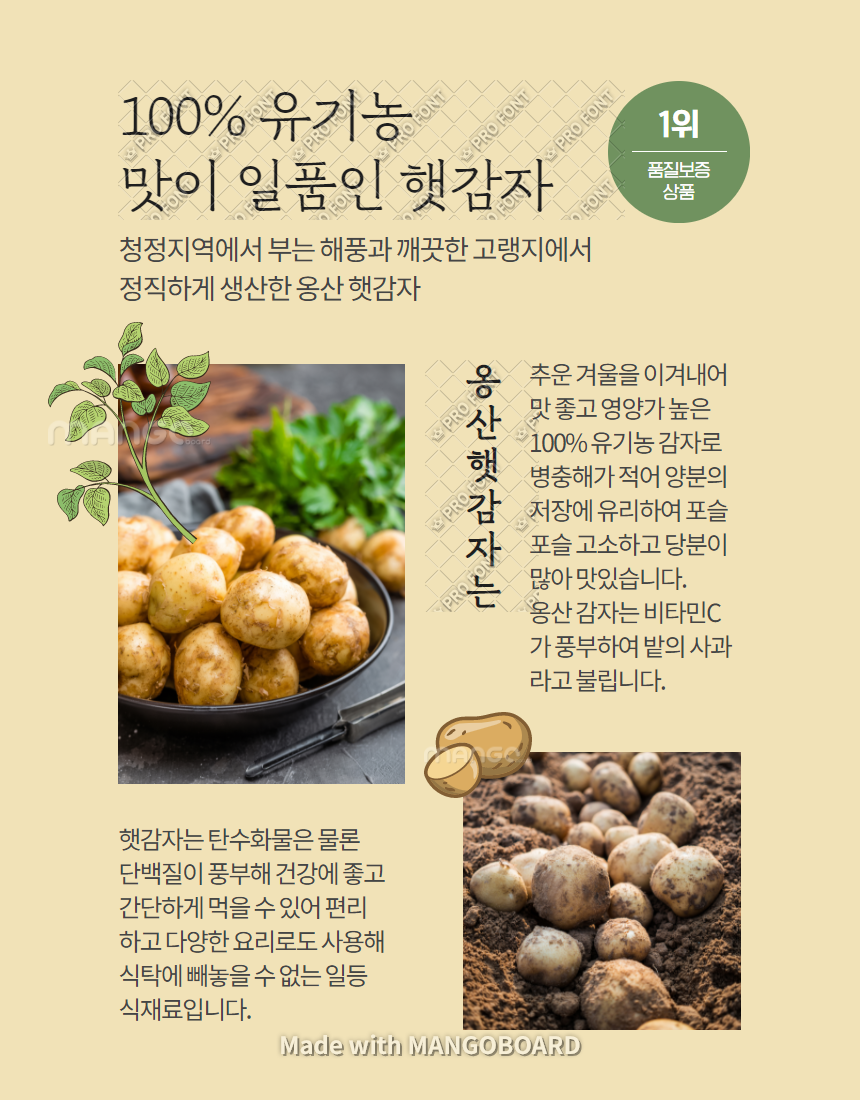 100% 유기농
맛이 일품인 햇감자
1위
품질보증
상품
청정지역에서 부는 해풍과 깨끗한 고랭지에서
정직하게 생산한 옹산 햇감자
옹산햇감자는
추운 겨울을 이겨내어
맛 좋고 영양가 높은
100% 유기농 감자로
병충해가 적어 양분의
저장에 유리하여 포슬
포슬 고소하고 당분이
많아 맛있습니다.
옹산 감자는 비타민C
가 풍부하여 밭의 사과
라고 불립니다.
햇감자는 탄수화물은 물론
단백질이 풍부해 건강에 좋고
간단하게 먹을 수 있어 편리
하고 다양한 요리로도 사용해
식탁에 빼놓을 수 없는 일등
식재료입니다.
Made with MANGOBOARD